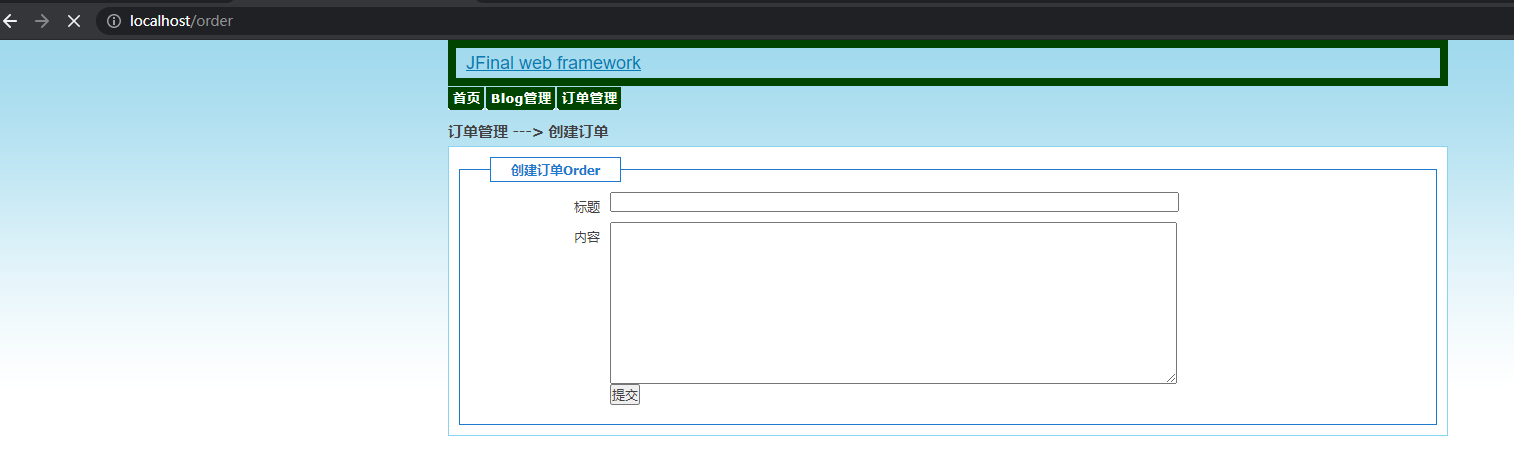 localhost/order
JFinal web framework
首页 Blog管理 订单管理
订单管理 ---> 创建订单
创建订单Order
标题
内容
提交